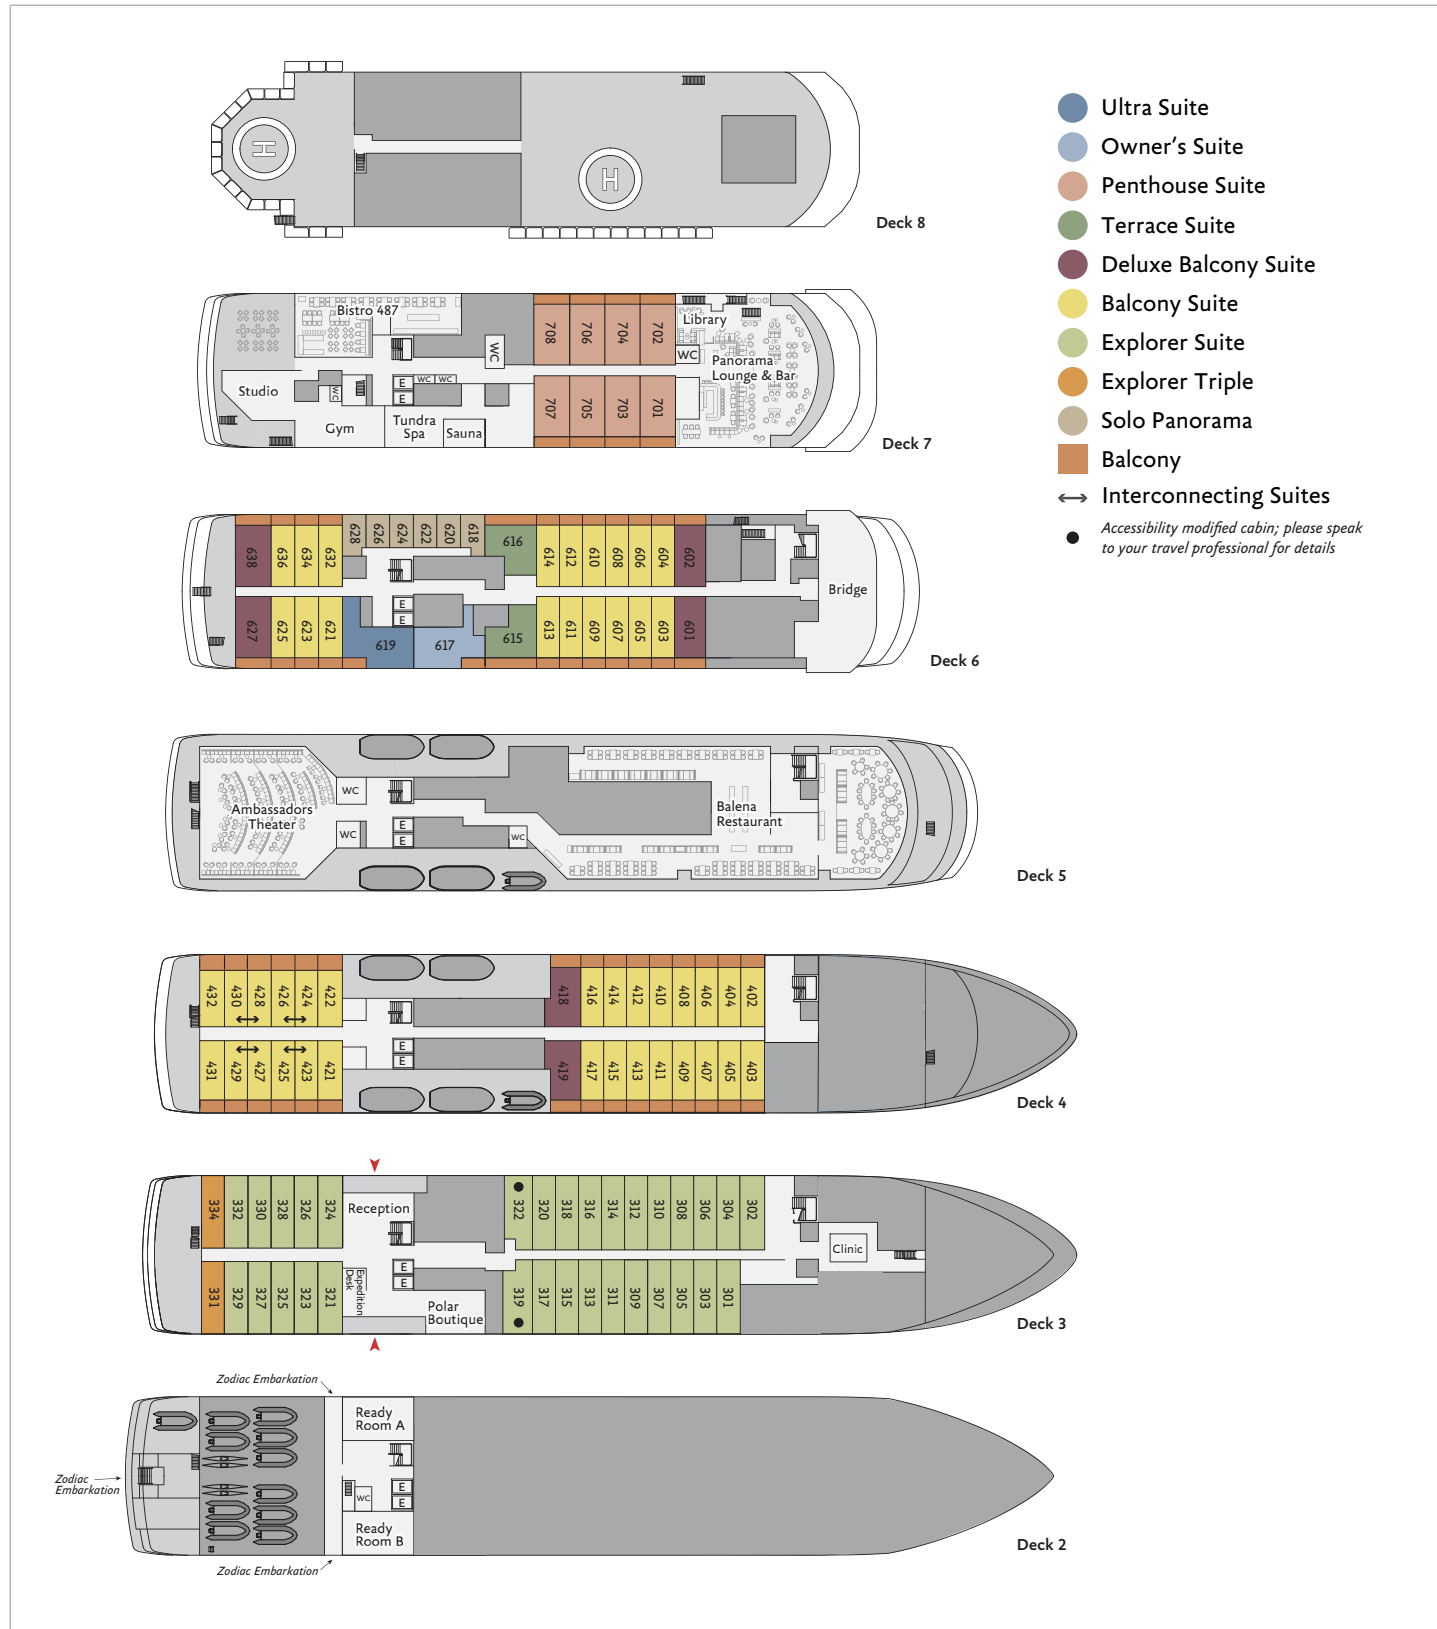 H
H
Deck 8
Ultra Suite
Owner's Suite
Penthouse Suite
Terrace Suite
Deluxe Balcony Suite
Balcony Suite
Explorer Suite
Explorer Triple
Solo Panorama
Balcony
Interconnecting Suites
Accessibility modified cabin; please speak
to your travel professional for details
Bistro 487
WC
708
706
704
702
Library
WC
Panorama
Lounge & Bar
Studio
WC
E
E
WC
WC
Gym
Tundra
Spa
Sauna
707
705
703
701
Deck 7
638
636
634
632
628
626
624
622
620
618
616
614
612
610
608
606
604
602
Bridge
E
E
627
625
623
621
619
617
615
613
611
609
607
605
603
601
Deck 6
Ambassadors
Theater
WC
WC
E
E
WC
Balena
Restaurant
Deck 5
432
430
428
426
424
422
418
416
414
412
410
408
406
404
402
E
E
431
429
427
425
423
421
419
417
415
413
411
409
407
405
403
Deck 4
334
332
330
328
326
324
Reception
322
320
318
316
314
312
310
308
306
304
302
Clinic
E
E
331
329
327
325
323
321
Expedition
Desk
Polar
Boutique
319
317
315
313
311
309
307
305
303
301
Deck 3
Zodiac Embarkation
Ready
Room A
Zodiac
Embarkation
E
E
WC
Ready
Room B
Zodiac Embarkation
Deck 2